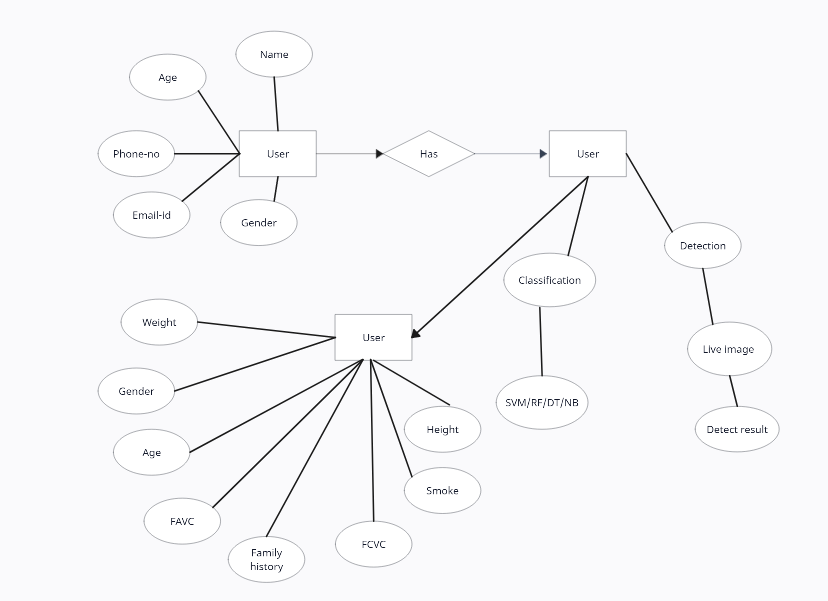 Name
Age
Phone-no
User
Has
User
Email-id
Gender
Detection
Classification
Weight
User
Live image
Gender
SVM/RF/DT/NB
Height
Detect result
Age
Smoke
FAVC
FCVC
Family
history